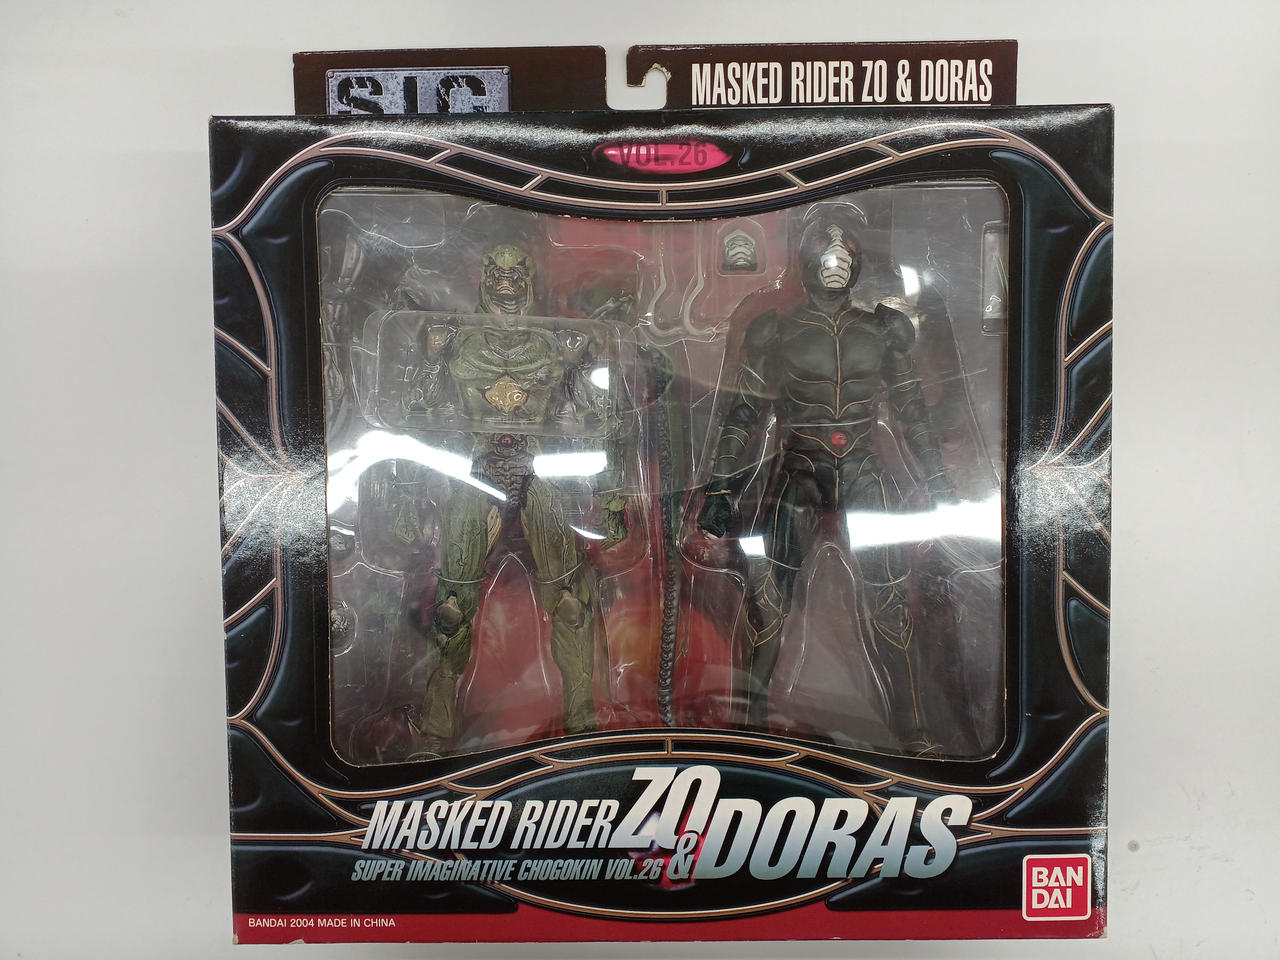 SIC
MASKED RIDER ZO & DORAS
VOL.26
MASKED RIDER ZO
& DORAS
SUPER IMAGINATIVE CHOGOKIN VOL.26
BAN
DAI
BANDAI 2004 MADE IN CHINA